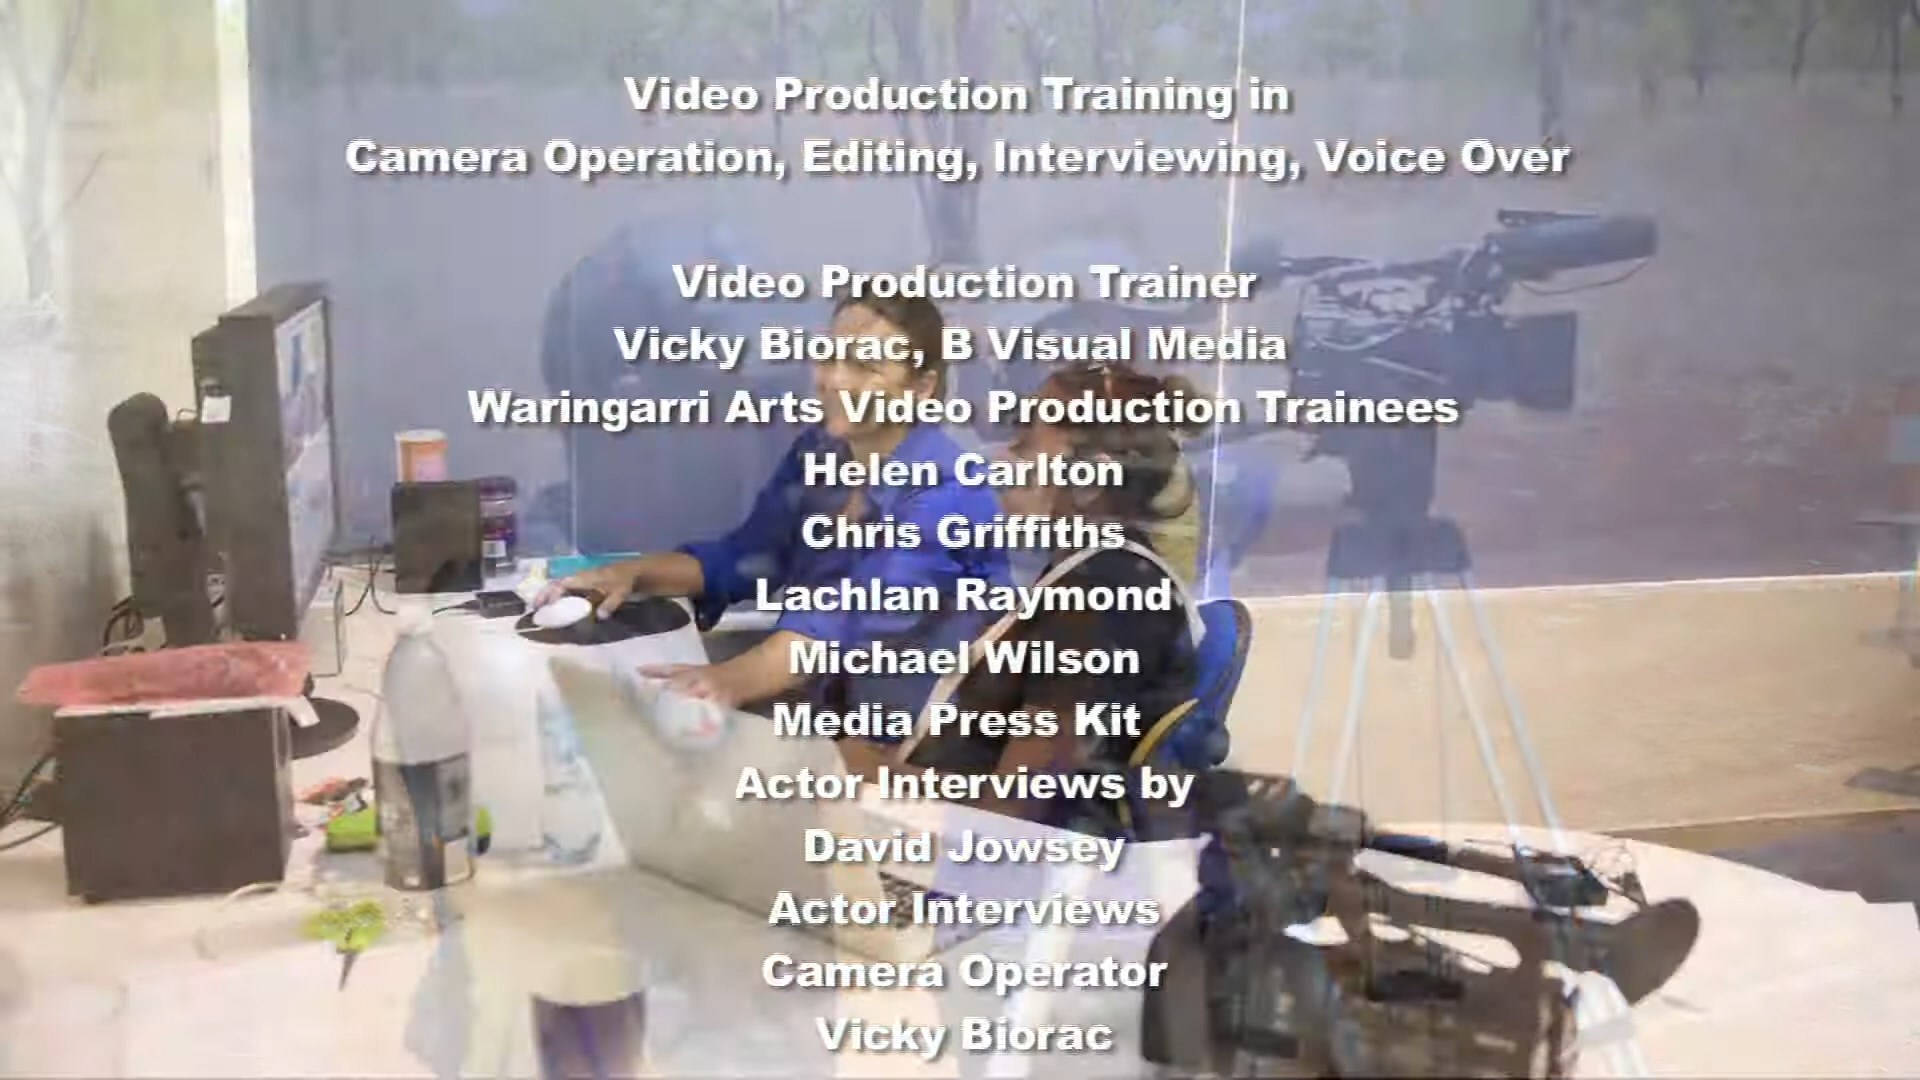 Video Production Training in
Camera Operation, Editing, Interviewing, Voice Over
Video Production Trainer
Vicky Biorac, B Visual Media
Waringarri Arts Video Production Trainees
Helen Carlton
Chris Griffiths
Lachlan Raymond
Michael Wilson
Media Press Kit
Actor Interviews by
David Jowsey
Actor Interviews
Camera Operator
Vicky Biorac